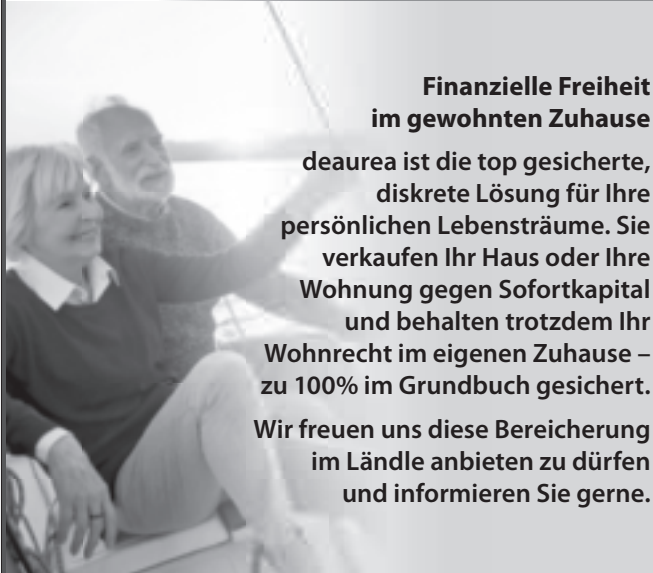 Finanzielle Freiheit
im gewohnten Zuhause
deaurea ist die top gesicherte,
diskrete Lösung für Ihre
persönlichen Lebensträume. Sie
verkaufen Ihr Haus oder Ihre
Wohnung gegen Sofortkapital
und behalten trotzdem Ihr
Wohnrecht im eigenen Zuhause –
zu 100% im Grundbuch gesichert.
Wir freuen uns diese Bereicherung
im Ländle anbieten zu dürfen
und informieren Sie gerne.